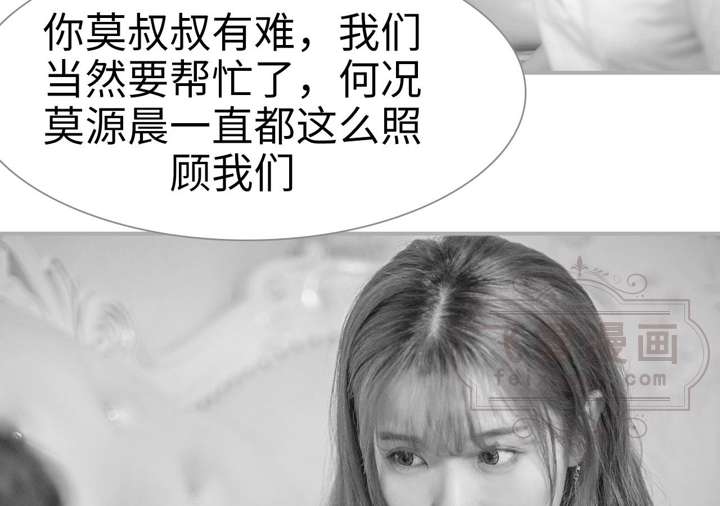 你莫叔叔有难，我们
当然要帮忙了，何况
莫源晨一直都这么照
顾我们
漫画